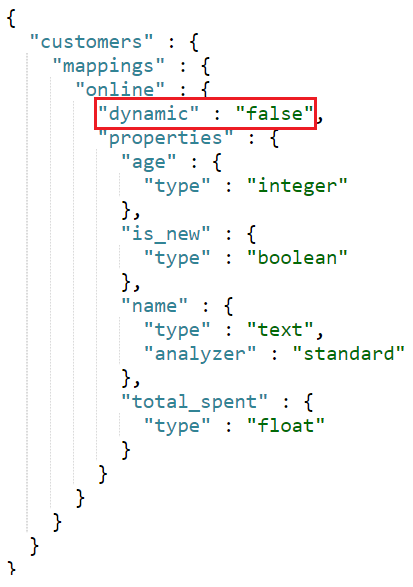 {
"customers" : {
"mappings" : {
"online" : {
"dynamic" : "false",
"properties" : {
"age" : {
"type" : "integer"
},
"is_new" : {
"type" : "boolean"
},
"name" : {
"type" : "text",
"analyzer" : "standard"
},
"total_spent" : {
"type" : "float"
}
}
}
}
}
}